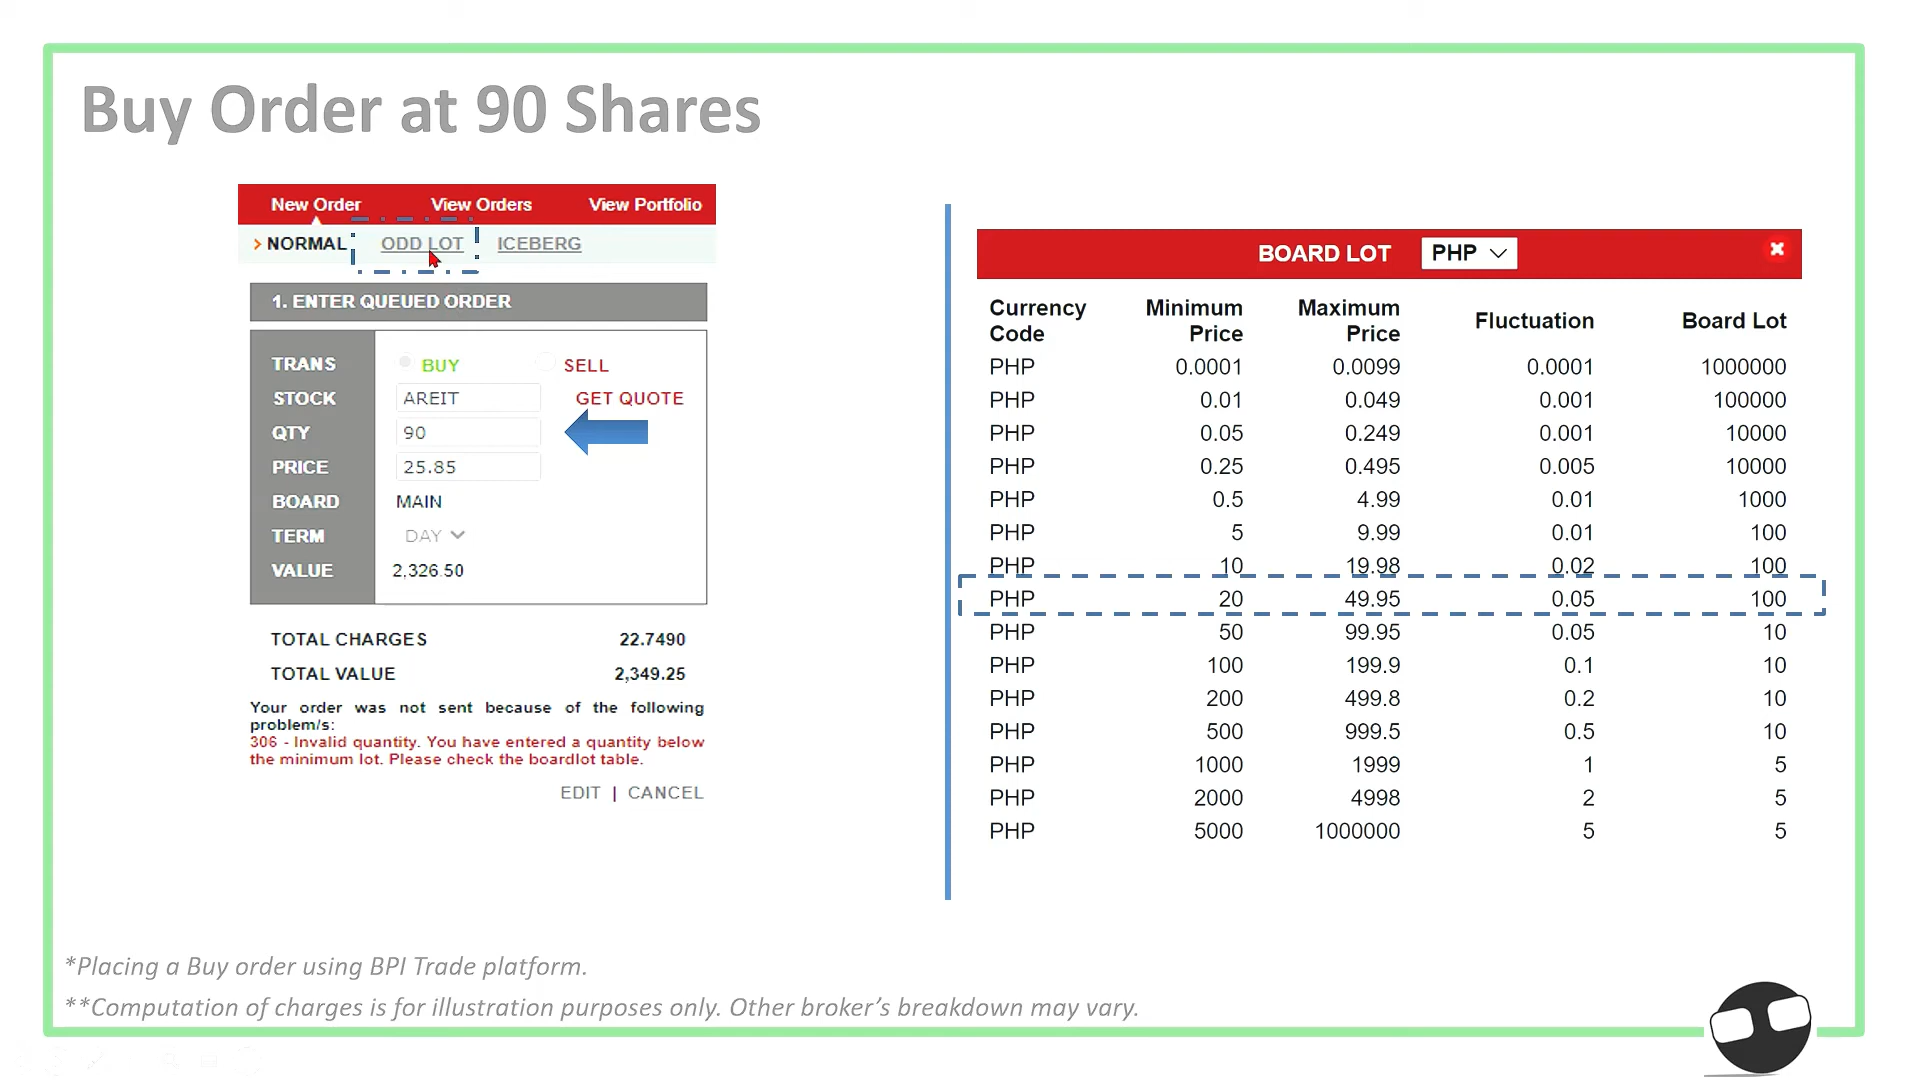 Buy Order at 90 Shares
New Order View Orders View Portfolio
> NORMAL ODD LOT ICEBERG
1. ENTER QUEUED ORDER
TRANS BUY SELL
STOCK AREIT GET QUOTE
QTY 90
PRICE 25.85
BOARD MAIN
TERM DAY
VALUE 2,326.50
TOTAL CHARGES 22.7490
TOTAL VALUE 2,349.25
Your order was not sent because of the following
problem/s:
306 - Invalid quantity. You have entered a quantity below
the minimum lot. Please check the boardlot table.
EDIT | CANCEL
BOARD LOT PHP
Currency Code Minimum Price Maximum Price Fluctuation Board Lot
PHP 0.0001 0.0099 0.0001 1000000
PHP 0.01 0.049 0.001 100000
PHP 0.05 0.249 0.001 10000
PHP 0.25 0.495 0.005 10000
PHP 0.5 4.99 0.01 1000
PHP 5 9.99 0.01 100
PHP 10 19.98 0.02 100
PHP 20 49.95 0.05 100
PHP 50 99.95 0.05 10
PHP 100 199.9 0.1 10
PHP 200 499.8 0.2 10
PHP 500 999.5 0.5 10
PHP 1000 1999 1 5
PHP 2000 4998 2 5
PHP 5000 1000000 5 5
*Placing a Buy order using BPI Trade platform.
**Computation of charges is for illustration purposes only. Other broker's breakdown may vary.